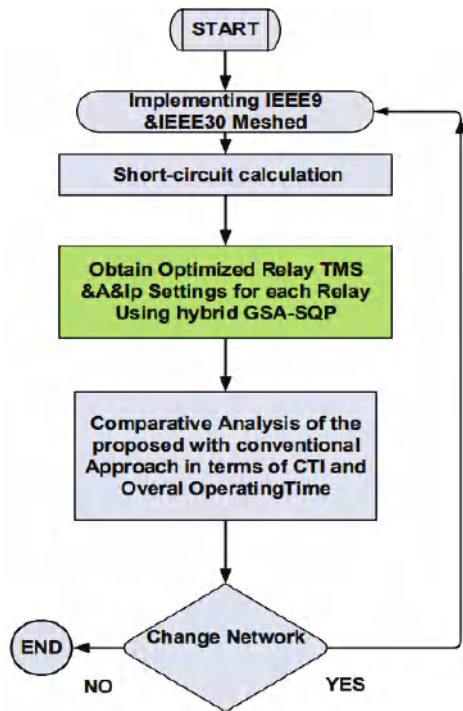 START
Implementing IEEE9
&IEEE30 Meshed
Short-circuit calculation
Obtain Optimized Relay TMS
&A&Ip Settings for each Relay
Using hybrid GSA-SQP
Comparative Analysis of the
proposed with conventional
Approach in terms of CTI and
Overal OperatingTime
Change Network
END
NO
YES